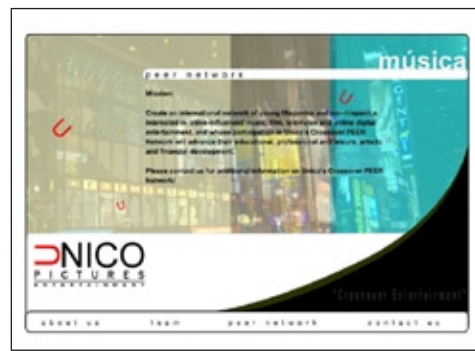 música
peer network
Mission:
Create an international network of young Hispanics and non-Hispanics
interested in Latino-influenced music, film, television and online digital
entertainment, and whose participation in Unico's Crossover PEER
Network will advance their educational, professional and leisure, artistic
and financial development.
Please contact us for additional information on Unico's Crossover PEER
Network!
UNICO
PICTURES
ENTERTAINMENT
"Crossover Entertainment"
about us team peer network contact us